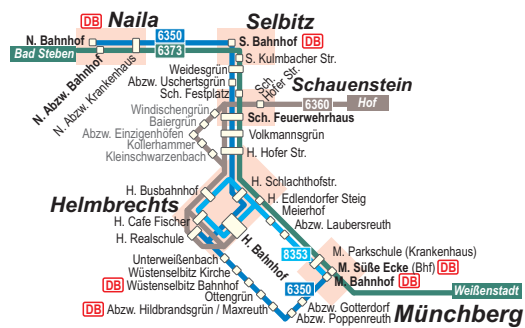 DB Naila
Selbitz
N. Bahnhof
6350
S. Bahnhof DB
Bad Steben
6373
S. Kulmbacher Str.
N. Abzw. Bahnhof
N. Abzw. Krankenhaus
Weidesgrün
Abzw. Uschertsgrün
Sch. Festplatz
Sch. Hofer Str.
Schauenstein
6360
Hof
Windischengrün
Baiergrün
Abzw. Einzigenhöfen
Kollerhammer
Kleinschwarzenbach
Sch. Feuerwehrhaus
Volkmannsgrün
H. Hofer Str.
H. Schlachthofstr.
H. Busbahnhof
H. Edlendorfer Steig
Meierhof
Abzw. Laubersreuth
Helmbrechts
H. Cafe Fischer
H. Realschule
H. Bahnhof
8353
M. Parkschule (Krankenhaus)
M. Süße Ecke (Bhf) DB
M. Bahnhof DB
Unterweißenbach
Wüstenselbitz Kirche
DB Wüstenselbitz Bahnhof
Ottengrün
DB Abzw. Hildbrandsgrün / Maxreuth
6350
Weißenstadt
Abzw. Gotterdorf
Abzw. Poppenreuth
Münchberg